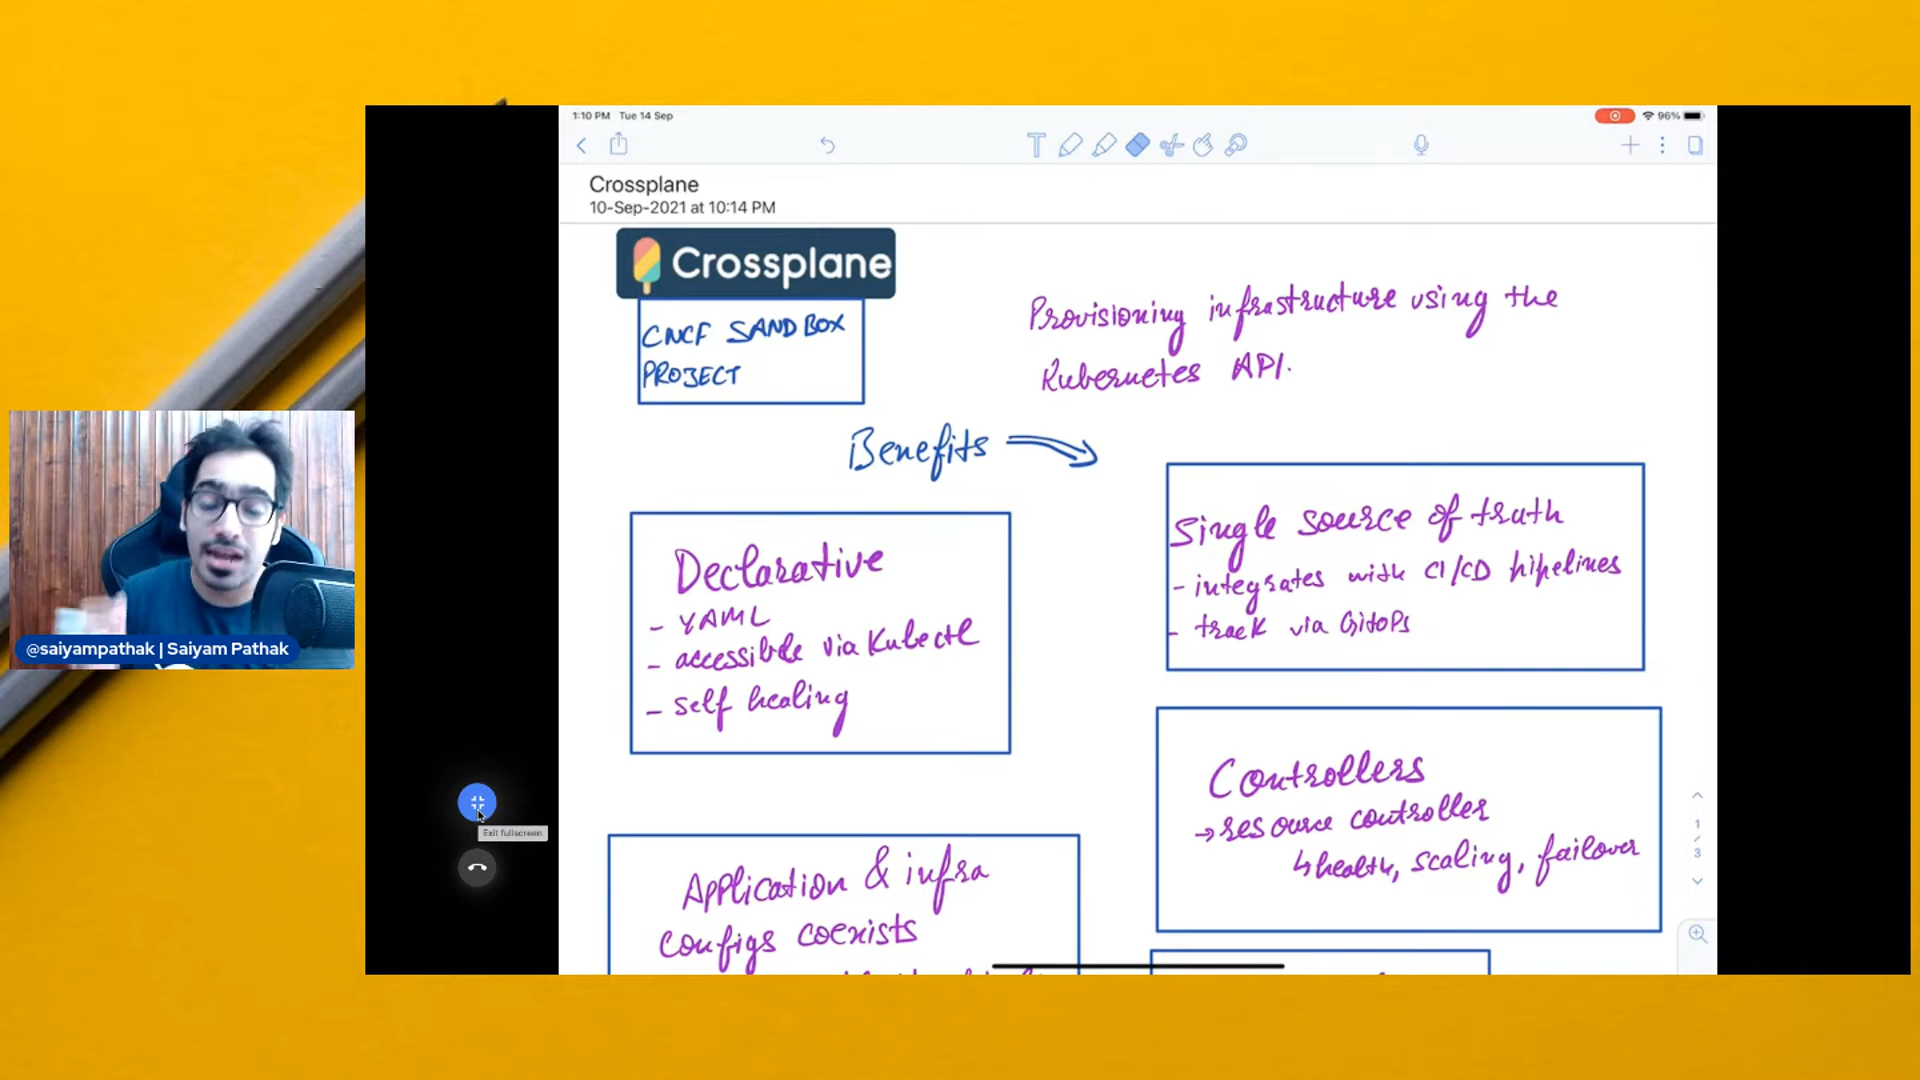 1:10 PM Tue 14 Sep
96%
Crossplane
10-Sep-2021 at 10:14 PM
Crossplane
CNCF SANDBOX
PROJECT
Provisioning infrastructure using the
Kubernetes API.
Benefits
Declarative
- YAML
- accessible via Kubectl
- self healing
Single source of truth
- integrates with CI/CD pipelines
- track via GitOPs
Controllers
→ resource controller
↳ health, scaling, failover
Application & infra
configs coexists
@saiyampathak | Saiyam Pathak
Exit fullscreen
1
/
3